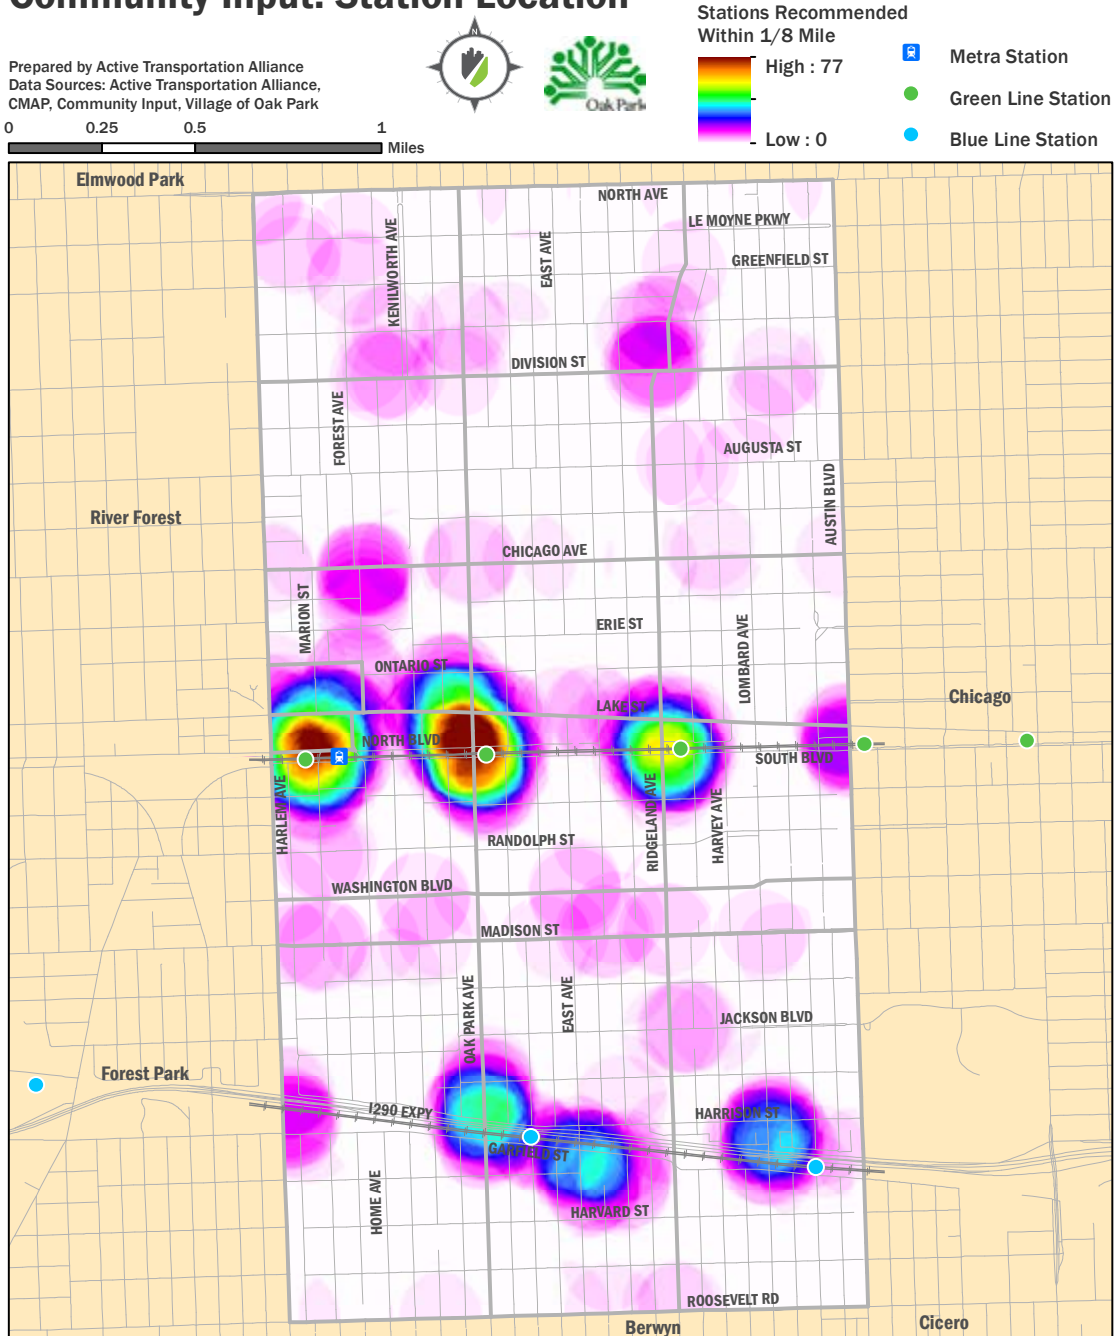 Community Input: Station Location
Prepared by Active Transportation Alliance
Data Sources: Active Transportation Alliance,
CMAP, Community Input, Village of Oak Park
0 0.25 0.5 1
Miles
N
Oak Park
Stations Recommended
Within 1/8 Mile
High : 77
Low : 0
Metra Station
Green Line Station
Blue Line Station
Elmwood Park
NORTH AVE
LE MOYNE PKWY
KENILWORTH AVE
EAST AVE
GREENFIELD ST
DIVISION ST
FOREST AVE
AUGUSTA ST
AUSTIN BLVD
River Forest
CHICAGO AVE
MARION ST
ERIE ST
LOMBARD AVE
ONTARIO ST
Chicago
LAKE ST
NORTH BLVD
SOUTH BLVD
HARLEM AVE
RIDGELAND AVE
HARVEY AVE
RANDOLPH ST
WASHINGTON BLVD
MADISON ST
OAK PARK AVE
EAST AVE
JACKSON BLVD
Forest Park
I290 EXPY
HARRISON ST
GARFIELD ST
HOME AVE
HARVARD ST
ROOSEVELT RD
Berwyn
Cicero